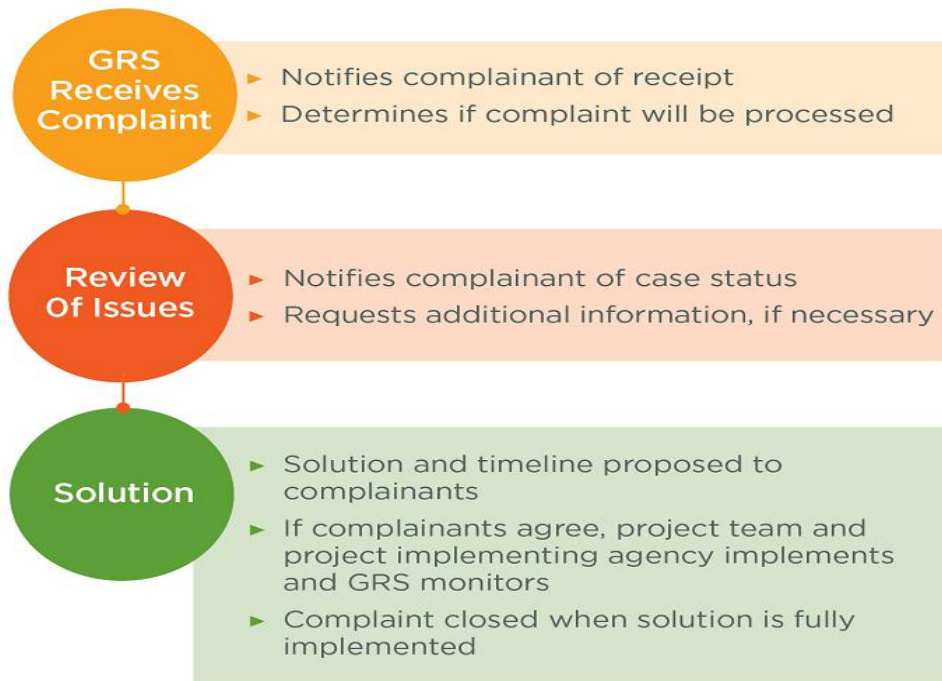 GRS
Receives
Complaint
► Notifies complainant of receipt
► Determines if complaint will be processed
Review
Of Issues
► Notifies complainant of case status
► Requests additional information, if necessary
Solution
► Solution and timeline proposed to
complainants
► If complainants agree, project team and
project implementing agency implements
and GRS monitors
► Complaint closed when solution is fully
implemented